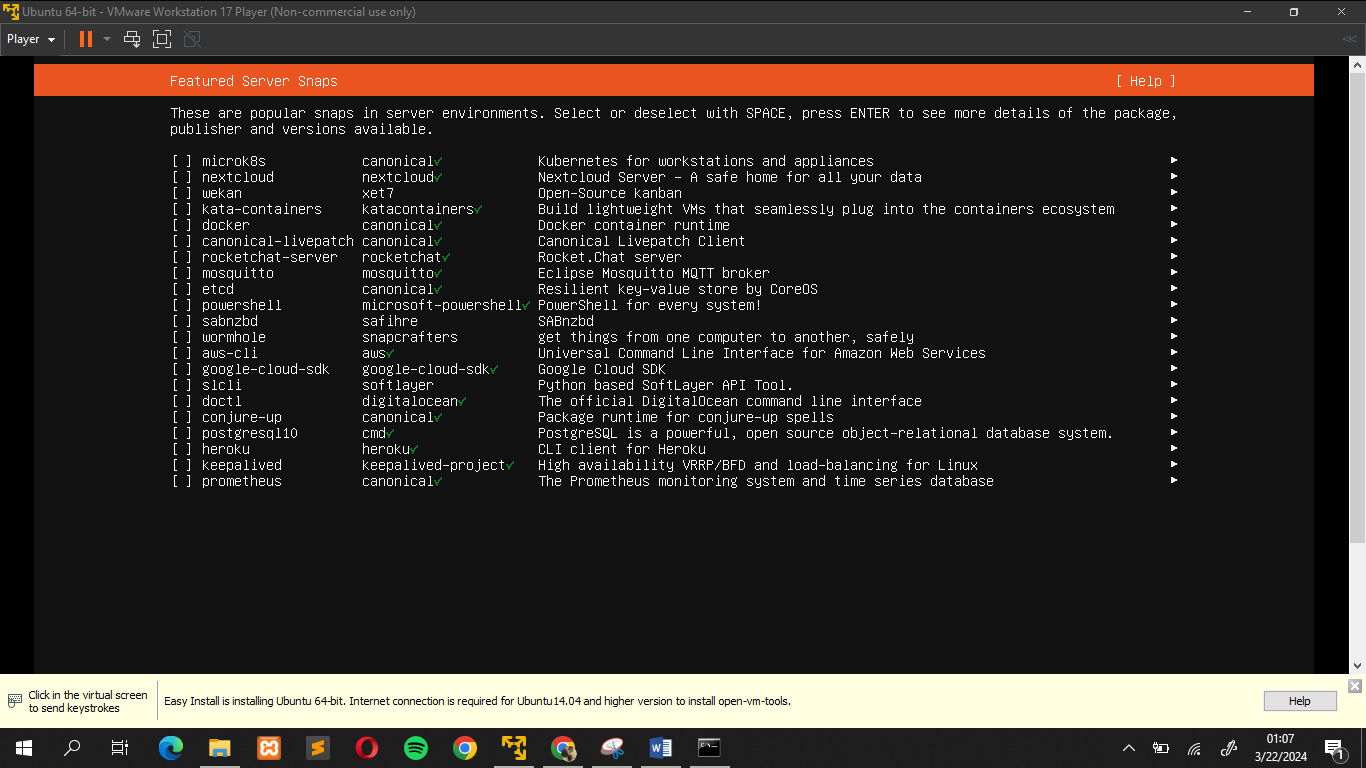 Ubuntu 64-bit - VMware Workstation 17 Player (Non-commercial use only)
Player
Featured Server Snaps [ Help ]
These are popular snaps in server environments. Select or deselect with SPACE, press ENTER to see more details of the package,
publisher and versions available.
[ ] microk8s canonical✓ Kubernetes for workstations and appliances ►
[ ] nextcloud nextcloud✓ Nextcloud Server - A safe home for all your data ►
[ ] wekan xet7 Open-Source kanban ►
[ ] kata-containers katacontainers✓ Build lightweight VMs that seamlessly plug into the containers ecosystem ►
[ ] docker canonical✓ Docker container runtime ►
[ ] canonical-livepatch canonical✓ Canonical Livepatch Client ►
[ ] rocketchat-server rocketchat✓ Rocket.Chat server ►
[ ] mosquitto mosquitto✓ Eclipse Mosquitto MQTT broker ►
[ ] etcd canonical✓ Resilient key-value store by CoreOS ►
[ ] powershell microsoft-powershell✓ PowerShell for every system! ►
[ ] sabnzbd safihre SABnzbd ►
[ ] wormhole snapcrafters get things from one computer to another, safely ►
[ ] aws-cli aws✓ Universal Command Line Interface for Amazon Web Services ►
[ ] google-cloud-sdk google-cloud-sdk✓ Google Cloud SDK ►
[ ] slcli softlayer Python based SoftLayer API Tool. ►
[ ] doctl digitalocean✓ The official DigitalOcean command line interface ►
[ ] conjure-up canonical✓ Package runtime for conjure-up spells ►
[ ] postgresql10 cmd✓ PostgreSQL is a powerful, open source object-relational database system. ►
[ ] heroku heroku✓ CLI client for Heroku ►
[ ] keepalived keepalived-project✓ High availability VRRP/BFD and load-balancing for Linux ►
[ ] prometheus canonical✓ The Prometheus monitoring system and time series database ►
Click in the virtual screen
to send keystrokes
Easy Install is installing Ubuntu 64-bit. Internet connection is required for Ubuntu14.04 and higher version to install open-vm-tools.
Help
01:07
3/22/2024
1